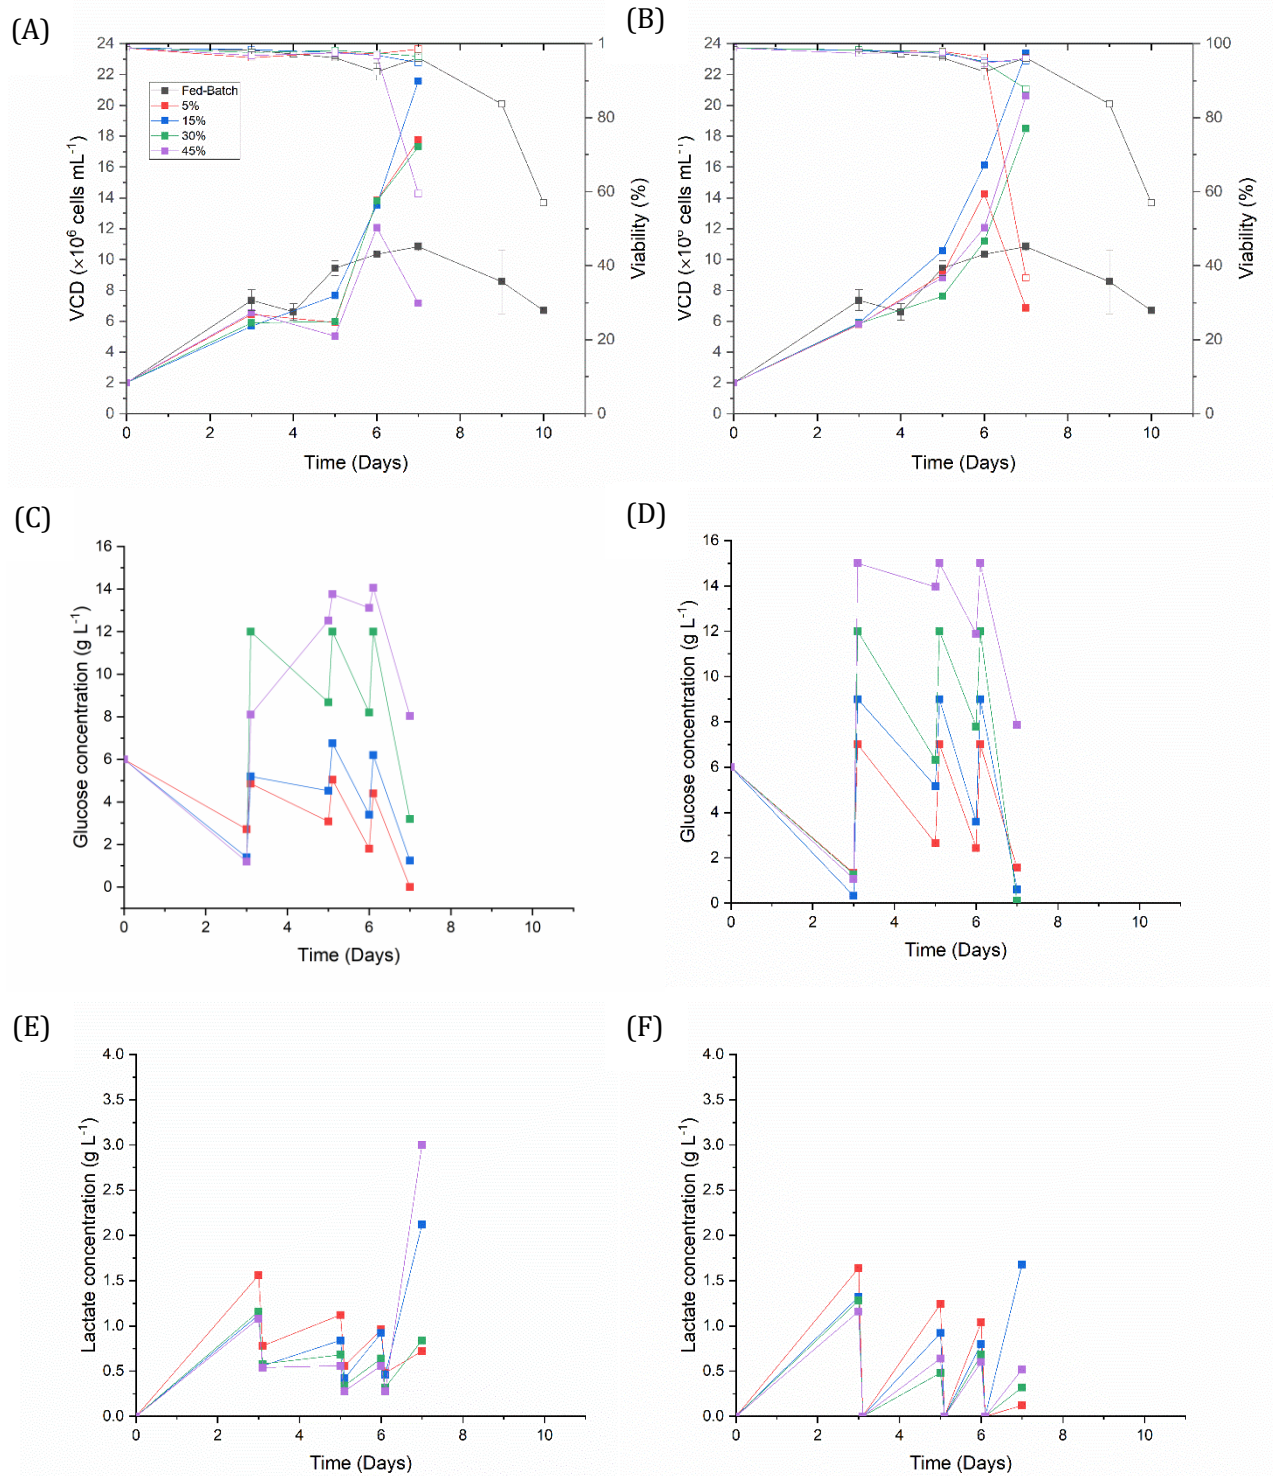 (A)
24
22
20
18
16
14
12
10
8
6
4
2
0
VCD (×10⁶ cells mL⁻¹)
Fed-Batch
5%
15%
30%
45%
1
80
60
40
20
0
Viability (%)
0 2 4 6 8 10
Time (Days)
(B)
24
22
20
18
16
14
12
10
8
6
4
2
0
VCD (×10⁶ cells mL⁻¹)
100
80
60
40
20
0
Viability (%)
0 2 4 6 8 10
Time (Days)
(C)
16
14
12
10
8
6
4
2
0
Glucose concentration (g L⁻¹)
0 2 4 6 8 10
Time (Days)
(D)
16
14
12
10
8
6
4
2
0
Glucose concentration (g L⁻¹)
0 2 4 6 8 10
Time (Days)
(E)
4.0
3.5
3.0
2.5
2.0
1.5
1.0
0.5
0.0
Lactate concentration (g L⁻¹)
0 2 4 6 8 10
Time (Days)
(F)
4.0
3.5
3.0
2.5
2.0
1.5
1.0
0.5
0.0
Lactate concentration (g L⁻¹)
0 2 4 6 8 10
Time (Days)